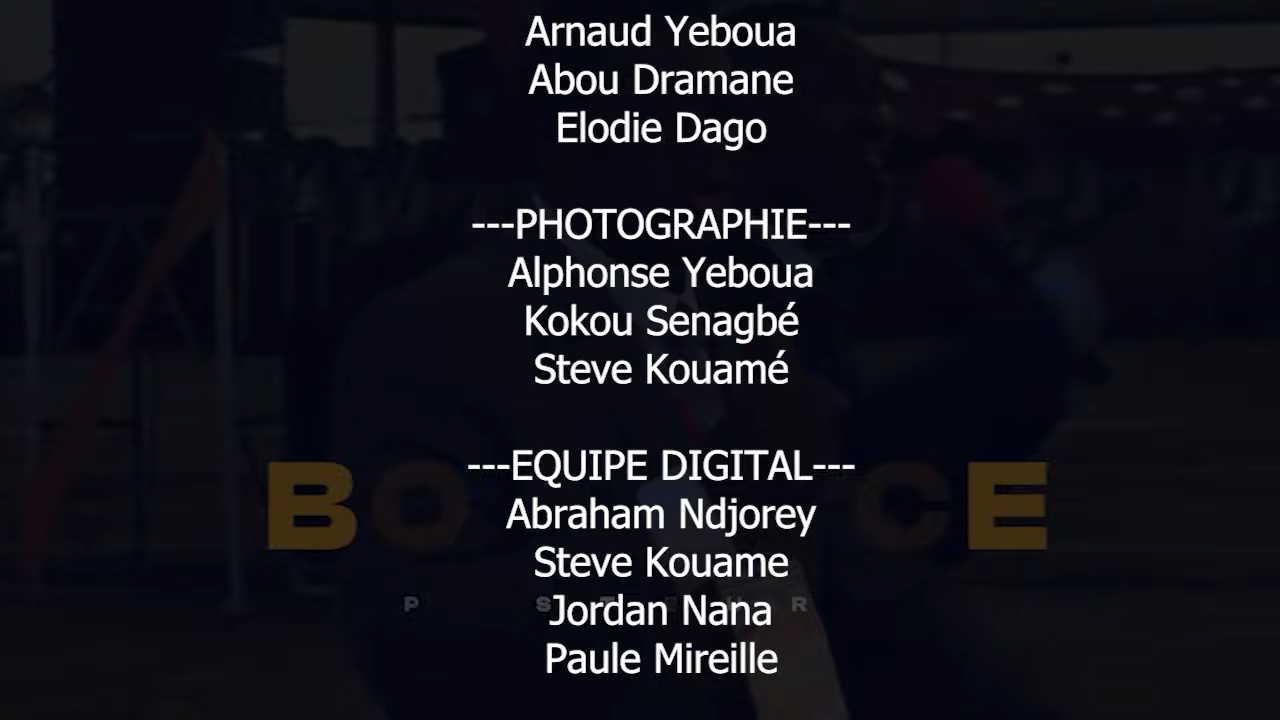 Arnaud Yeboua
Abou Dramane
Elodie Dago
---PHOTOGRAPHIE---
Alphonse Yeboua
Kokou Senagbé
Steve Kouamé
---EQUIPE DIGITAL---
Abraham Ndjorey
Steve Kouame
Jordan Nana
Paule Mireille